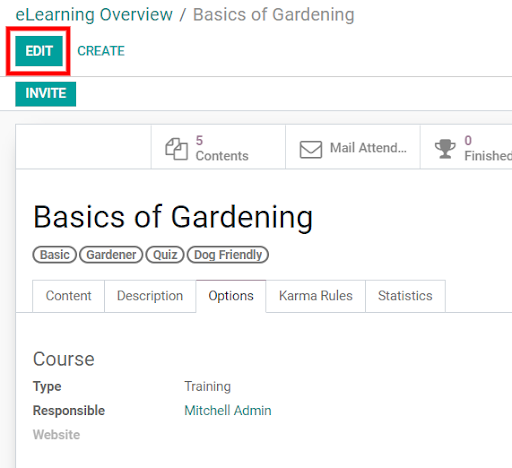 eLearning Overview / Basics of Gardening
EDIT CREATE
INVITE
5 Contents
Mail Attend...
0 Finished
Basics of Gardening
Basic Gardener Quiz Dog Friendly
Content Description Options Karma Rules Statistics
Course
Type Training
Responsible Mitchell Admin
Website